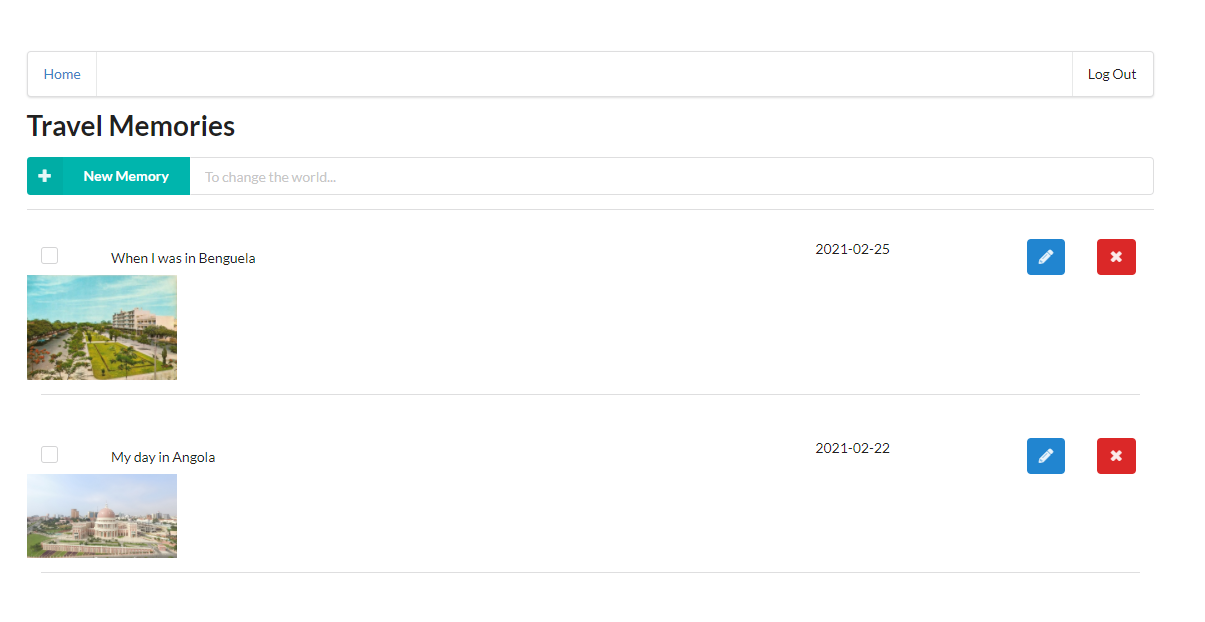 Home
Log Out
Travel Memories
New Memory
To change the world...
When I was in Benguela
2021-02-25
My day in Angola
2021-02-22